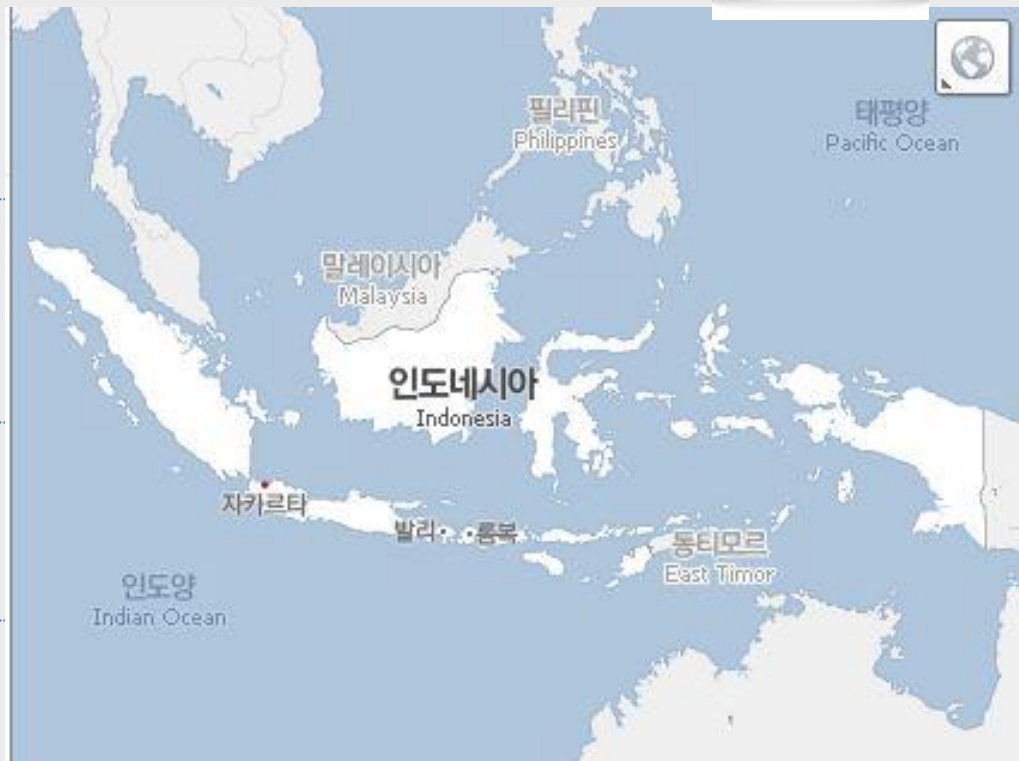 필리핀
Philippines
태평양
Pacific Ocean
말레이시아
Malaysia
인도네시아
Indonesia
자카르타
발리
롬복
동티모르
East Timor
인도양
Indian Ocean